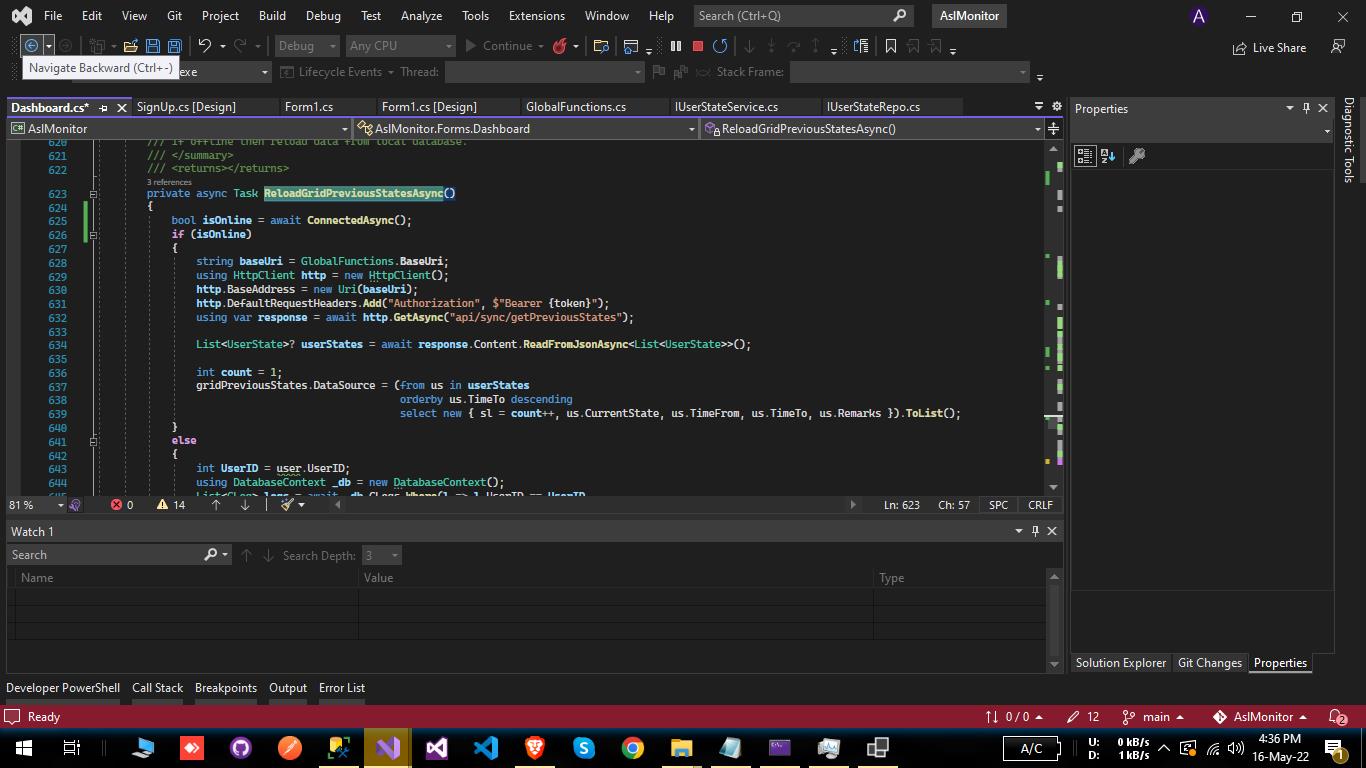 File Edit View Git Project Build Debug Test Analyze Tools Extensions Window Help Search (Ctrl+Q) AslMonitor A
Debug Any CPU Continue Live Share
Navigate Backward (Ctrl+-) exe Lifecycle Events Thread: Stack Frame:
Dashboard.cs* SignUp.cs [Design] Form1.cs Form1.cs [Design] GlobalFunctions.cs IUserStateService.cs IUserStateRepo.cs
AslMonitor AslMonitor.Forms.Dashboard ReloadGridPreviousStatesAsync()
620 /// If offline then reload data from local database.
621 /// </summary>
622 /// <returns></returns>
3 references
623 private async Task ReloadGridPreviousStatesAsync()
624 {
625 bool isOnline = await ConnectedAsync();
626 if (isOnline)
627 {
628 string baseUri = GlobalFunctions.BaseUri;
629 using HttpClient http = new HttpClient();
630 http.BaseAddress = new Uri(baseUri);
631 http.DefaultRequestHeaders.Add("Authorization", $"Bearer {token}");
632 using var response = await http.GetAsync("api/sync/getPreviousStates");
633
634 List<UserState>? userStates = await response.Content.ReadFromJsonAsync<List<UserState>>();
635
636 int count = 1;
637 gridPreviousStates.DataSource = (from us in userStates
638 orderby us.TimeTo descending
639 select new { sl = count++, us.CurrentState, us.TimeFrom, us.TimeTo, us.Remarks }).ToList();
640 }
641 else
642 {
643 int UserID = user.UserID;
644 using DatabaseContext _db = new DatabaseContext();
81 % 0 14 Ln: 623 Ch: 57 SPC CRLF
Watch 1
Search Search Depth: 3
Name Value Type
Properties
Diagnostic Tools
Solution Explorer Git Changes Properties
Developer PowerShell Call Stack Breakpoints Output Error List
Ready 0 / 0 12 main AslMonitor 2
A/C U: 0 kB/s D: 1 kB/s 4:36 PM 16-May-22 1